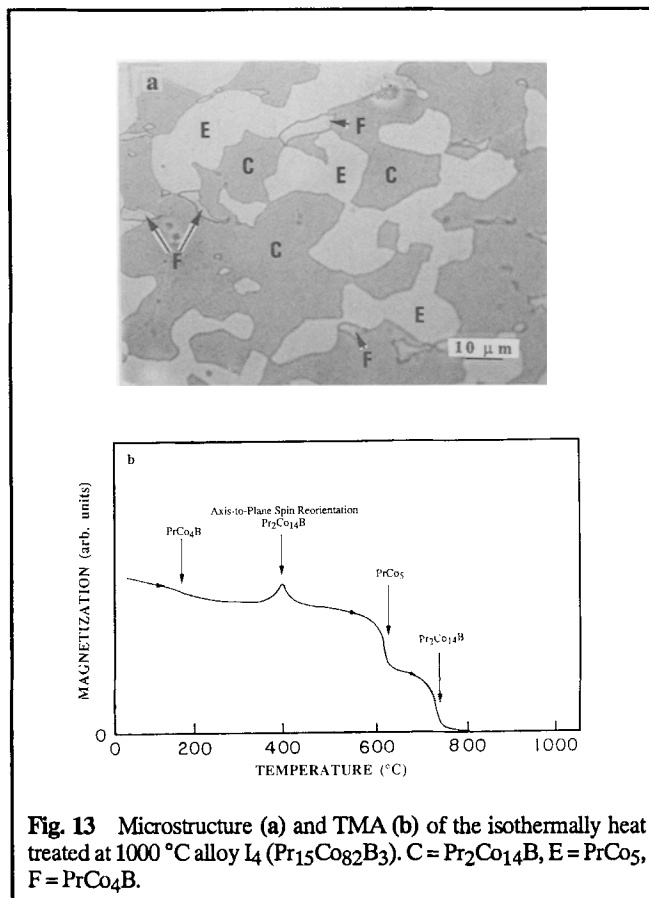 a
E
F
C
E
C
C
F
E
F
10 µm
b
MAGNETIZATION (arb. units)
PrCo₄B
Axis-to-Plane Spin Reorientation
Pr₂Co₁₄B
PrCo₅
Pr₂Co₁₄B
0
0 200 400 600 800 1000
TEMPERATURE (°C)
Fig. 13 Microstructure (a) and TMA (b) of the isothermally heat
treated at 1000 °C alloy I₄ (Pr₁₅Co₈₂B₃). C = Pr₂Co₁₄B, E = PrCo₅,
F = PrCo₄B.